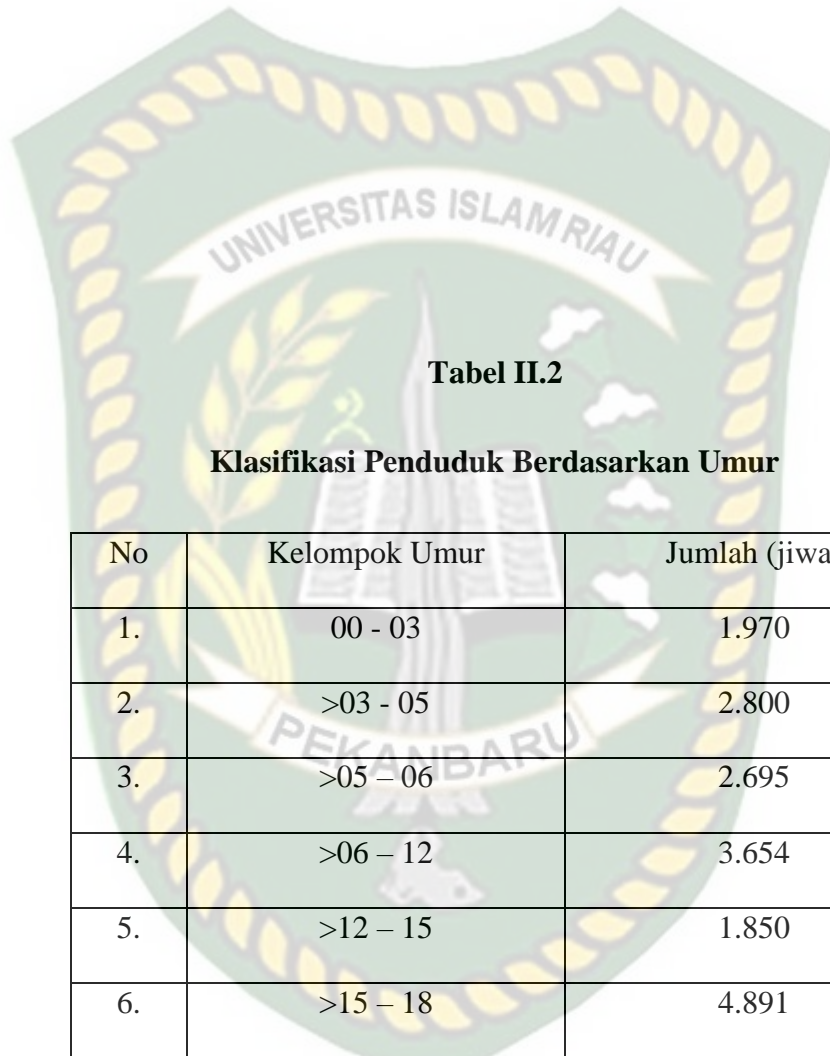 UNIVERSITAS ISLAM RIAU
Tabel II.2
Klasifikasi Penduduk Berdasarkan Umur
No Kelompok Umur Jumlah (jiwa
1. 00 - 03 1.970
2. >03 - 05 2.800
PEKANBARU
3. >05 – 06 2.695
4. >06 – 12 3.654
5. >12 – 15 1.850
6. >15 – 18 4.891